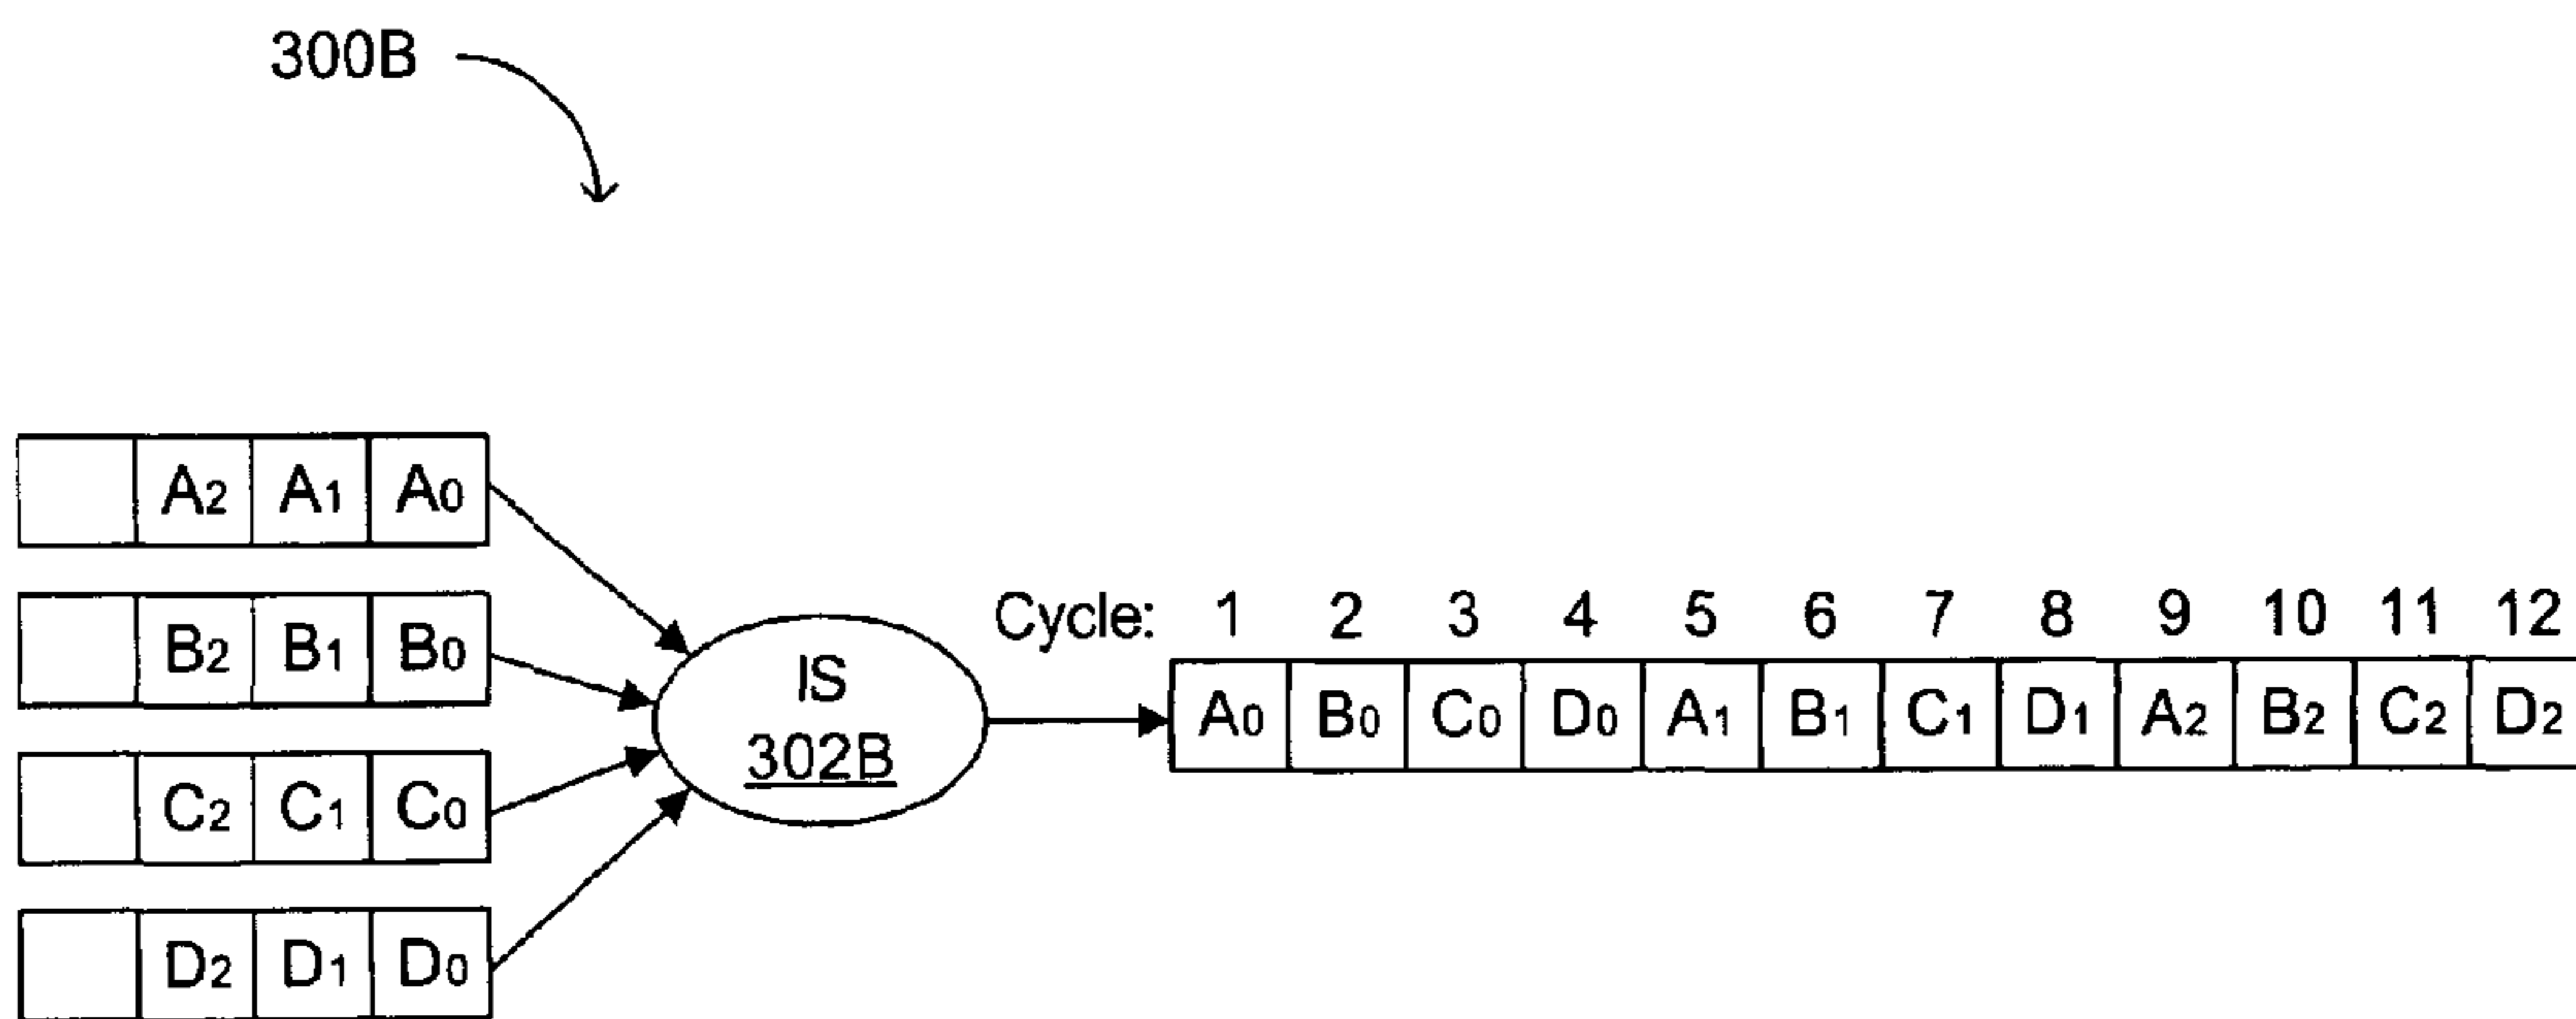 300B
A2 A1 A0
B2 B1 B0
C2 C1 C0
D2 D1 D0
IS
302B
Cycle: 1 2 3 4 5 6 7 8 9 10 11 12
A0 B0 C0 D0 A1 B1 C1 D1 A2 B2 C2 D2